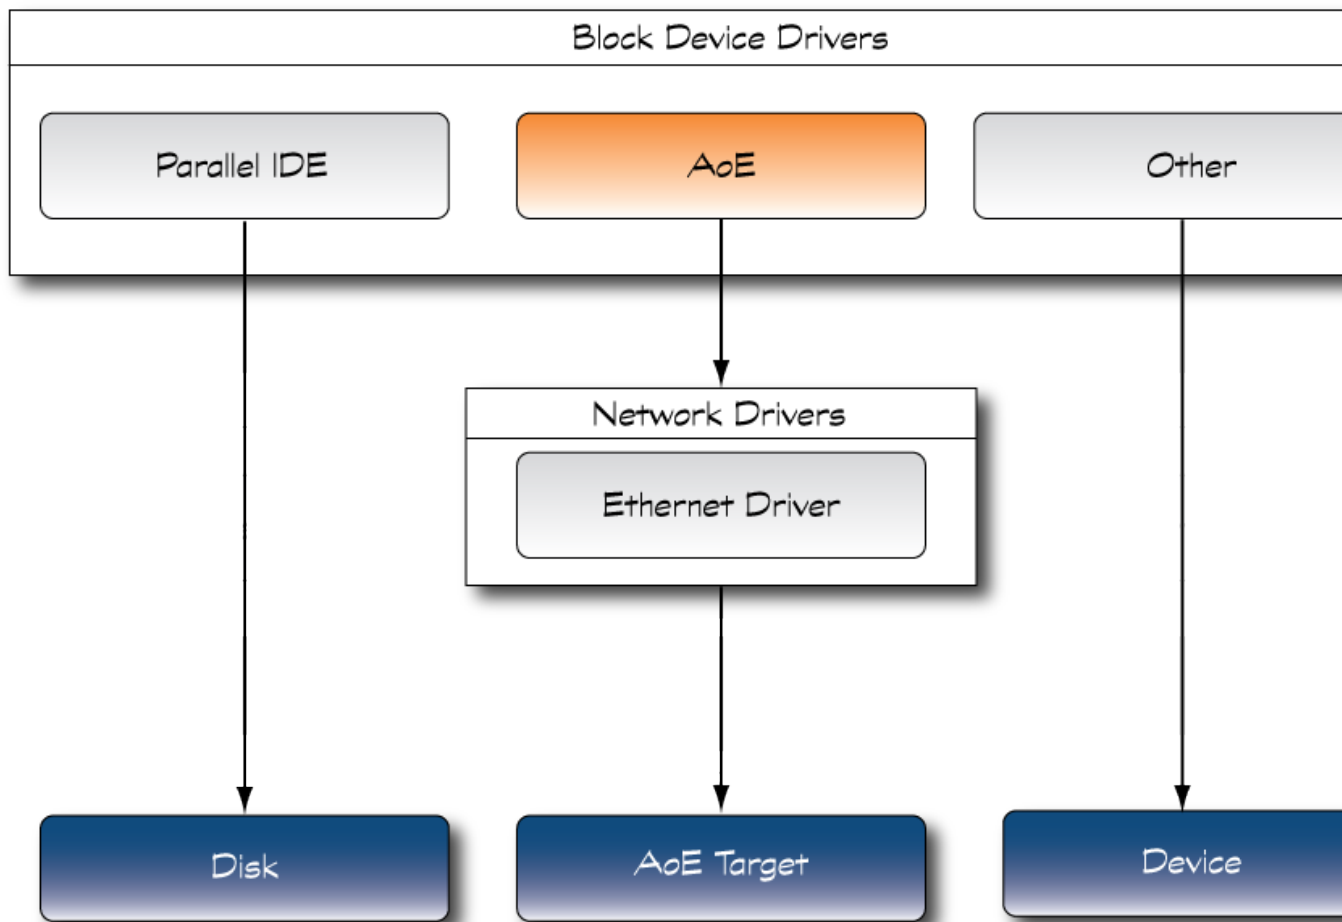 Block Device Drivers
Parallel IDE
AoE
Other
Network Drivers
Ethernet Driver
Disk
AoE Target
Device